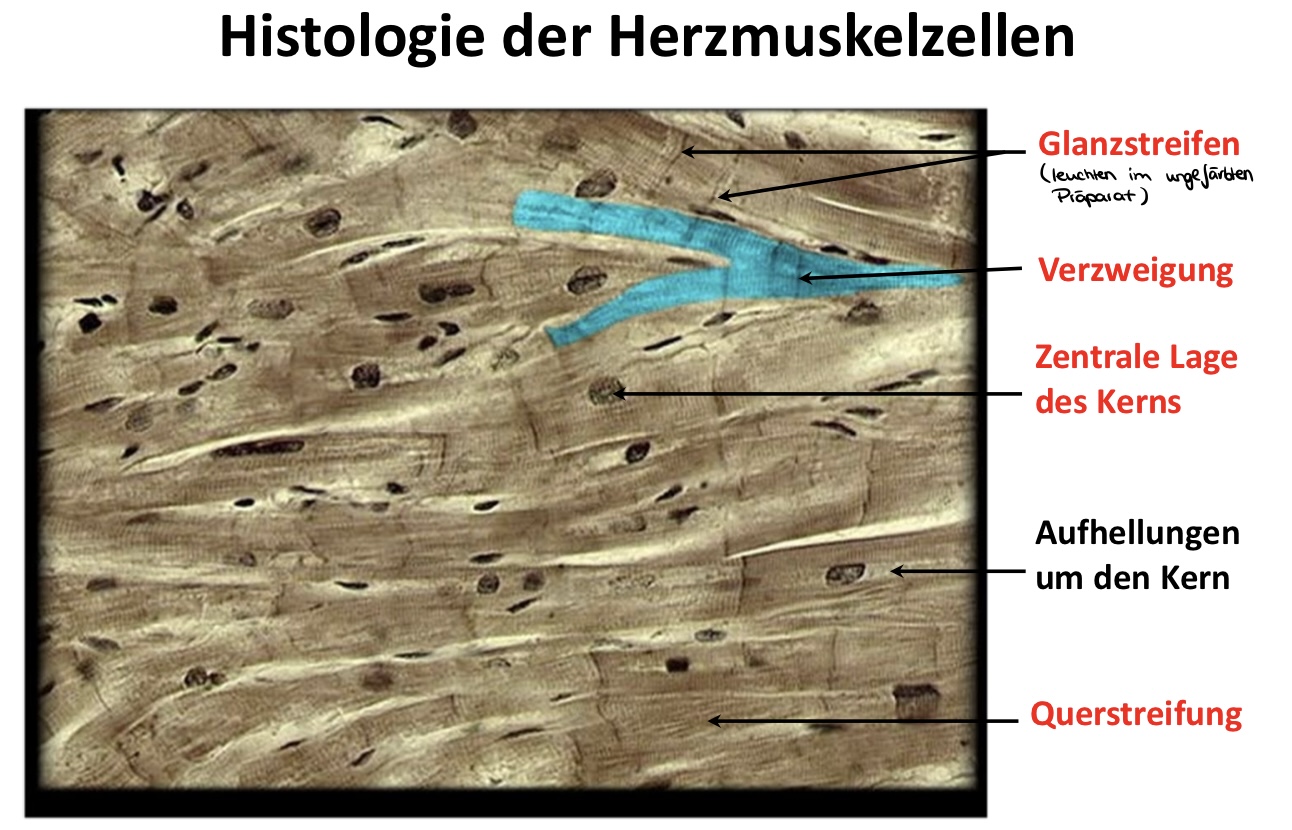 Histologie der Herzmuskelzellen
Glanzstreifen
(leuchten im ungefärbten
Präparat)
Verzweigung
Zentrale Lage
des Kerns
Aufhellungen
um den Kern
Querstreifung